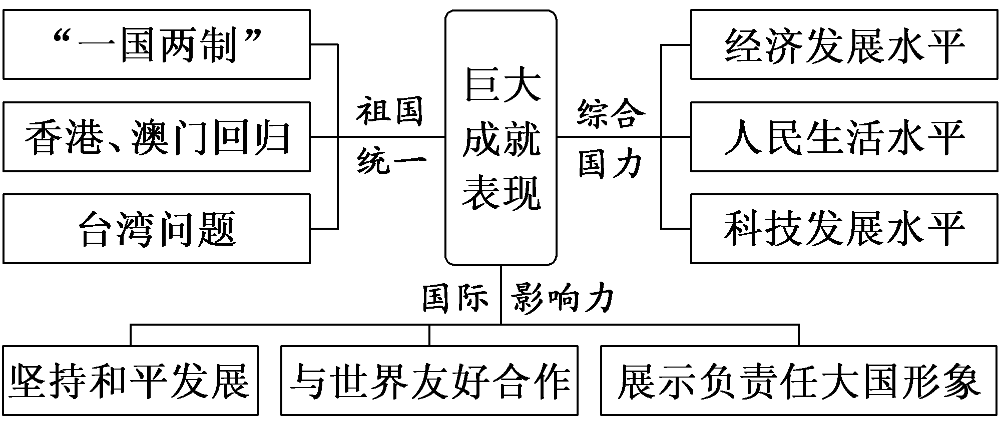 “一国两制”
香港、澳门回归
台湾问题
祖国
统一
巨大
成就
表现
综合
国力
经济发展水平
人民生活水平
科技发展水平
国际 影响力
坚持和平发展
与世界友好合作
展示负责任大国形象